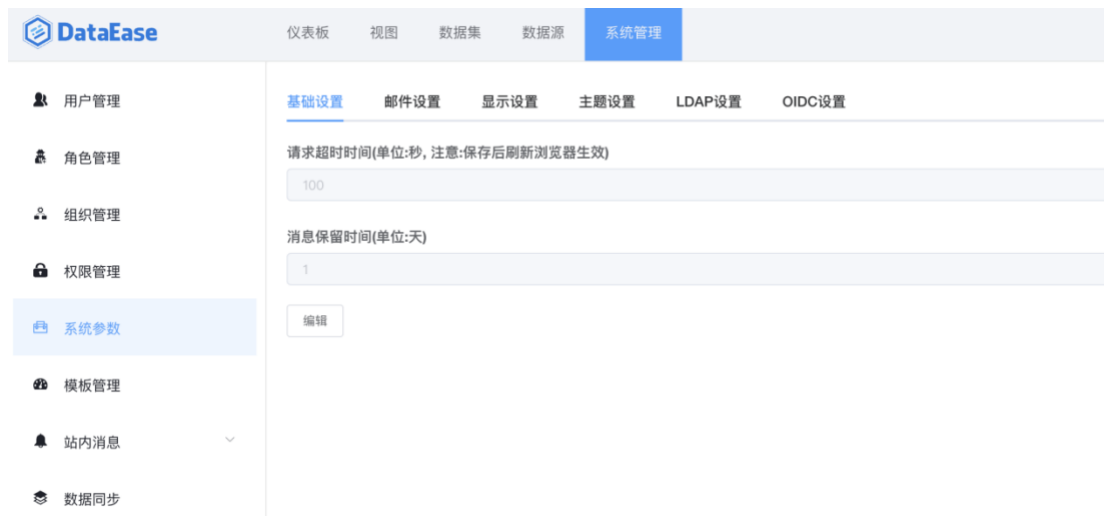 DataEase
仪表板 视图 数据集 数据源 系统管理
用户管理
角色管理
组织管理
权限管理
系统参数
模板管理
站内消息
数据同步
基础设置 邮件设置 显示设置 主题设置 LDAP设置 OIDC设置
请求超时时间(单位:秒, 注意:保存后刷新浏览器生效)
100
消息保留时间(单位:天)
1
编辑